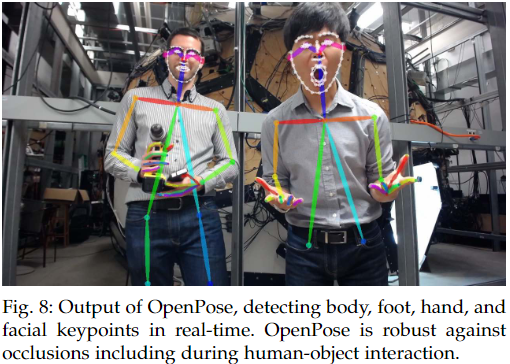 Fig. 8: Output of OpenPose, detecting body, foot, hand, and
facial keypoints in real-time. OpenPose is robust against
occlusions including during human-object interaction.